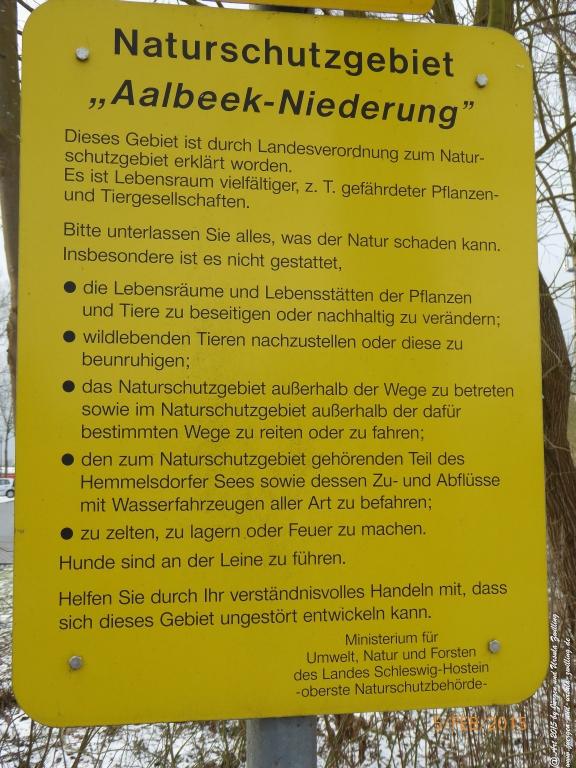 Naturschutzgebiet
„Aalbeek-Niederung”
Dieses Gebiet ist durch Landesverordnung zum Natur-
schutzgebiet erklärt worden.
Es ist Lebensraum vielfältiger, z. T. gefährdeter Pflanzen-
und Tiergesellschaften.
Bitte unterlassen Sie alles, was der Natur schaden kann.
Insbesondere ist es nicht gestattet,
● die Lebensräume und Lebensstätten der Pflanzen
und Tiere zu beseitigen oder nachhaltig zu verändern;
● wildlebenden Tieren nachzustellen oder diese zu
beunruhigen;
● das Naturschutzgebiet außerhalb der Wege zu betreten
sowie im Naturschutzgebiet außerhalb der dafür
bestimmten Wege zu reiten oder zu fahren;
● den zum Naturschutzgebiet gehörenden Teil des
Hemmelsdorfer Sees sowie dessen Zu- und Abflüsse
mit Wasserfahrzeugen aller Art zu befahren;
● zu zelten, zu lagern oder Feuer zu machen.
Hunde sind an der Leine zu führen.
Helfen Sie durch Ihr verständnisvolles Handeln mit, dass
sich dieses Gebiet ungestört entwickeln kann.
Ministerium für
Umwelt, Natur und Forsten
des Landes Schleswig-Hostein
-oberste Naturschutzbehörde-
5 FEB 2015
2015 by Jürgen und Ursula